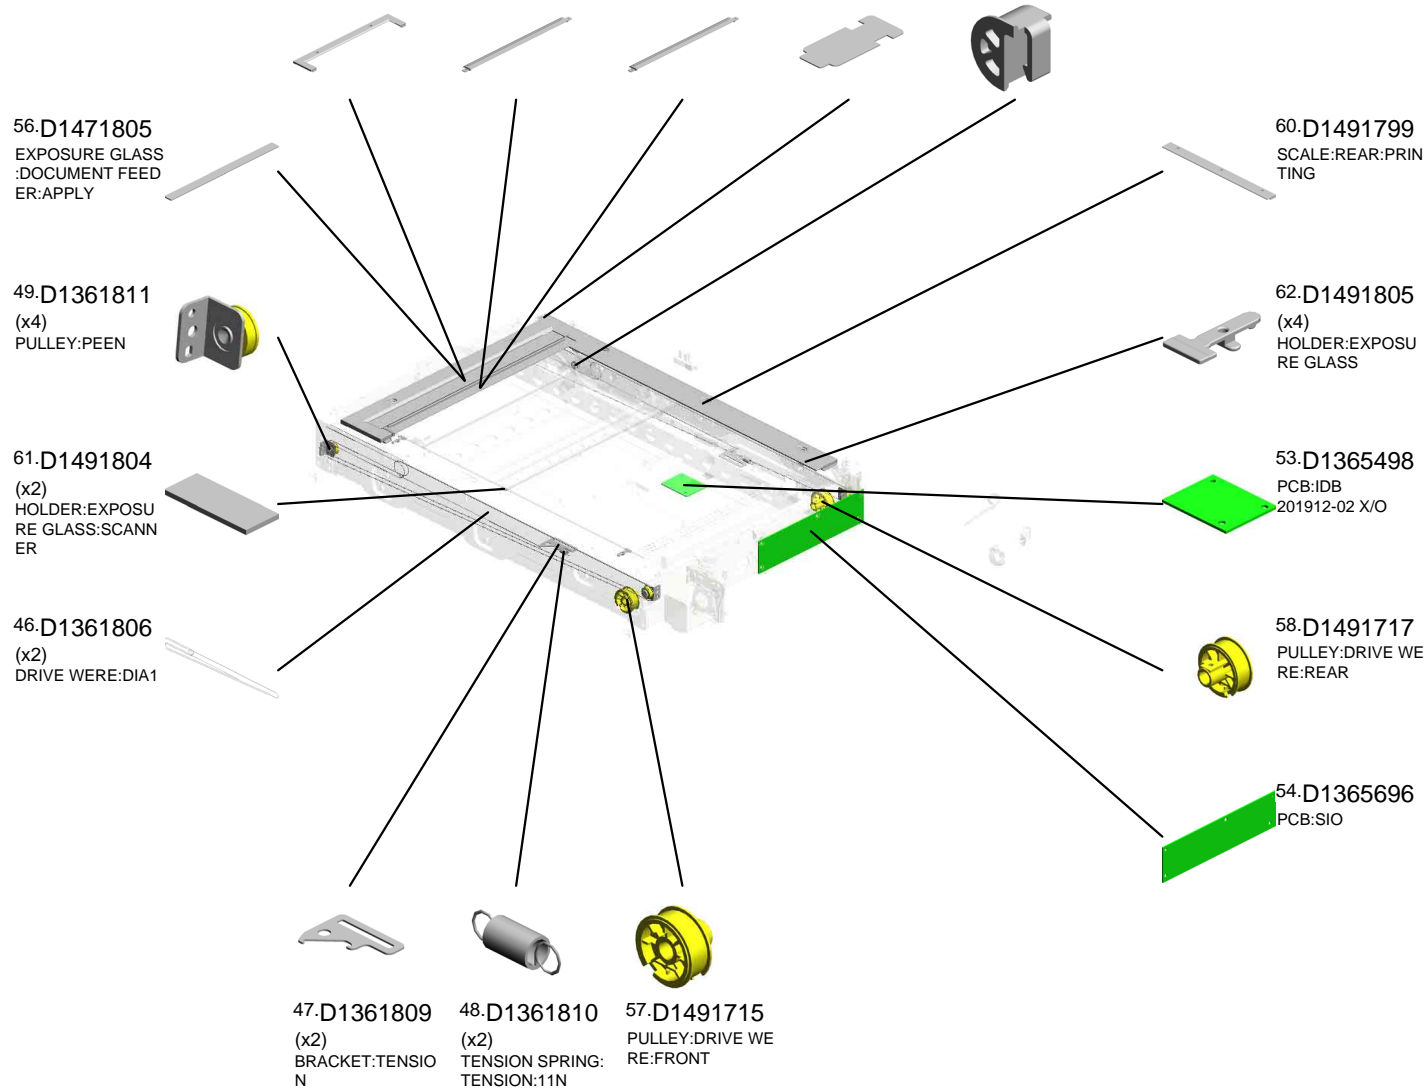 56.D1471805
EXPOSURE GLASS
:DOCUMENT FEED
ER:APPLY
60.D1491799
SCALE:REAR:PRIN
TING
49.D1361811
(x4)
PULLEY:PEEN
62.D1491805
(x4)
HOLDER:EXPOSU
RE GLASS
61.D1491804
(x2)
HOLDER:EXPOSU
RE GLASS:SCANN
ER
53.D1365498
PCB:IDB
201912-02 X/O
46.D1361806
(x2)
DRIVE WERE:DIA1
58.D1491717
PULLEY:DRIVE WE
RE:REAR
54.D1365696
PCB:SIO
47.D1361809
(x2)
BRACKET:TENSIO
N
48.D1361810
(x2)
TENSION SPRING:
TENSION:11N
57.D1491715
PULLEY:DRIVE WE
RE:FRONT